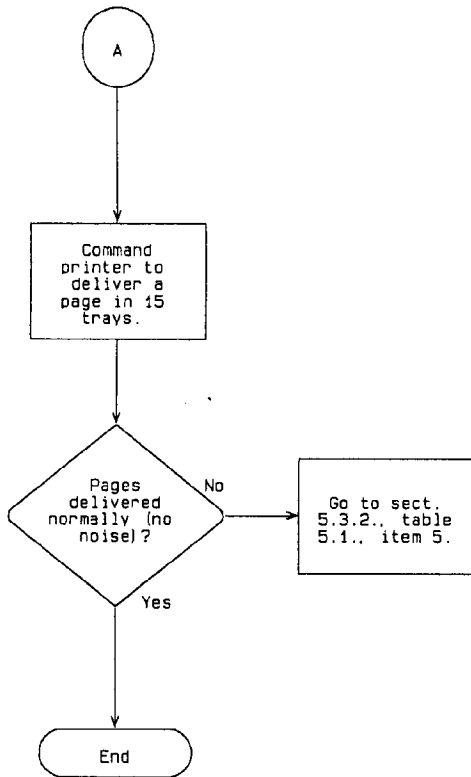 A
Command
printer to
deliver a
page in 15
trays.
Pages
delivered
normally (no
noise)?
No
Go to sect.
5.3.2., table
5.1., item 5.
Yes
End